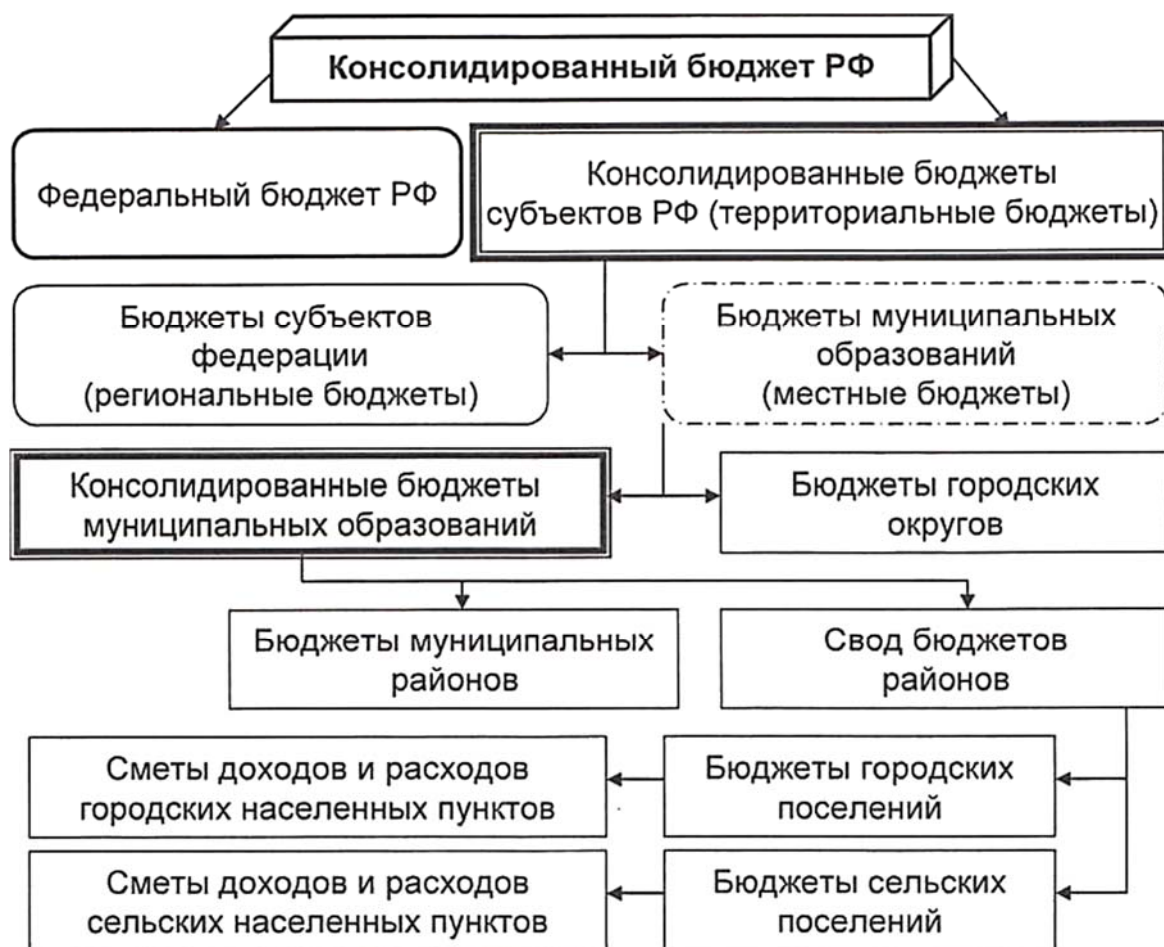 Консолидированный бюджет РФ
Федеральный бюджет РФ
Консолидированные бюджеты
субъектов РФ (территориальные бюджеты)
Бюджеты субъектов
федерации
(региональные бюджеты)
Бюджеты муниципальных
образований
(местные бюджеты)
Консолидированные бюджеты
муниципальных образований
Бюджеты городских
округов
Бюджеты муниципальных
районов
Свод бюджетов
районов
Сметы доходов и расходов
городских населенных пунктов
Бюджеты городских
поселений
Сметы доходов и расходов
сельских населенных пунктов
Бюджеты сельских
поселений